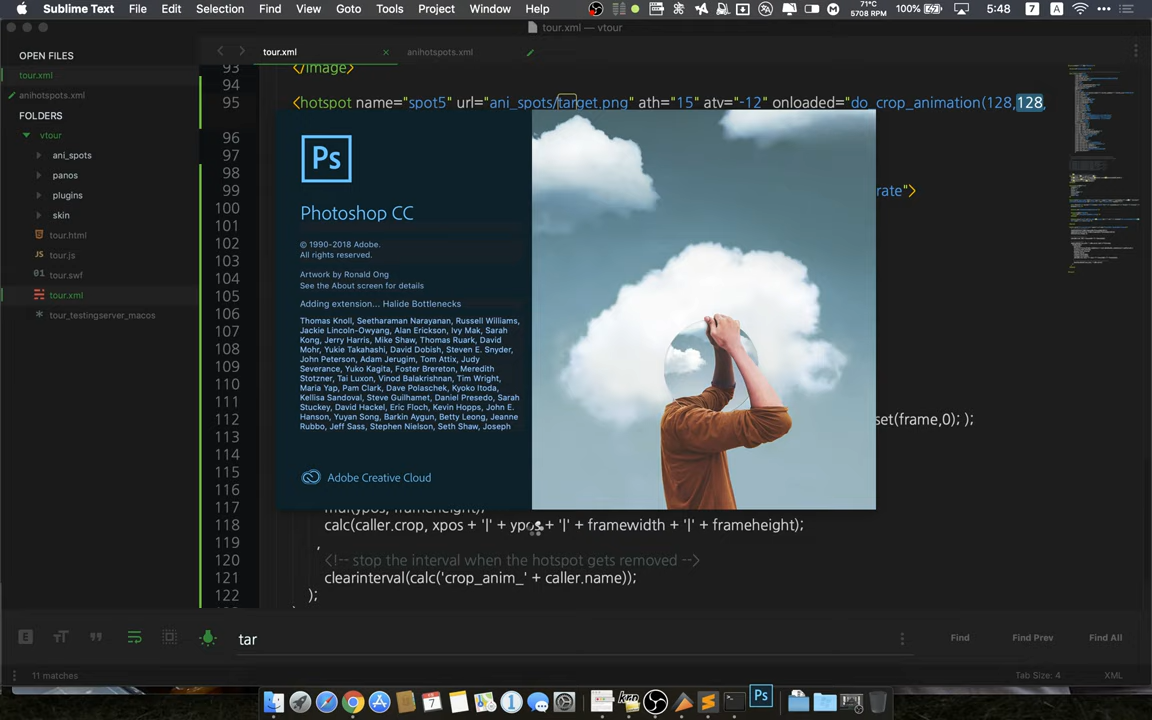 Sublime Text File Edit Selection Find View Goto Tools Project Window Help 71°C 5708 RPM 100% 5:48 7 A
tour.xml — vtour
OPEN FILES
tour.xml
anihotspots.xml
FOLDERS
vtour
ani_spots
panos
plugins
skin
tour.html
JS tour.js
01 tour.swf
tour.xml
tour_testingserver_macos
tour.xml × anihotspots.xml
93 </image>
94
95 <hotspot name="spot5" url="ani_spots/target.png" ath="15" atv="-12" onloaded="do_crop_animation(128,128,
96
97
98
99 rate">
100
101
102
103
104
105
106
107
108
109
110
111
112 set(frame,0); );
113
114
115
116
117 mul(ypos, frameheight);
118 calc(caller.crop, xpos + '|' + ypos + '|' + framewidth + '|' + frameheight);
119 ,
120 <!-- stop the interval when the hotspot gets removed -->
121 clearinterval(calc('crop_anim_' + caller.name));
122 );
Ps
Photoshop CC
© 1990-2018 Adobe.
All rights reserved.
Artwork by Ronald Ong
See the About screen for details
Adding extension... Halide Bottlenecks
Thomas Knoll, Seetharaman Narayanan, Russell Williams,
Jackie Lincoln-Owyang, Alan Erickson, Ivy Mak, Sarah
Kong, Jerry Harris, Mike Shaw, Thomas Ruark, David
Mohr, Yukie Takahashi, David Dobish, Steven E. Snyder,
John Peterson, Adam Jerugim, Tom Attix, Judy
Severance, Yuko Kagita, Foster Brereton, Meredith
Stotzner, Tai Luxon, Vinod Balakrishnan, Tim Wright,
Maria Yap, Pam Clark, Dave Polaschek, Kyoko Itoda,
Kellisa Sandoval, Steve Guilhamet, Daniel Presedo, Sarah
Stuckey, David Hackel, Eric Floch, Kevin Hopps, John E.
Hanson, Yuyan Song, Barkin Aygun, Betty Leong, Jeanne
Rubbo, Jeff Sass, Stephen Nielson, Seth Shaw, Joseph
Adobe Creative Cloud
tar Find Find Prev Find All
11 matches Tab Size: 4 XML
Ps